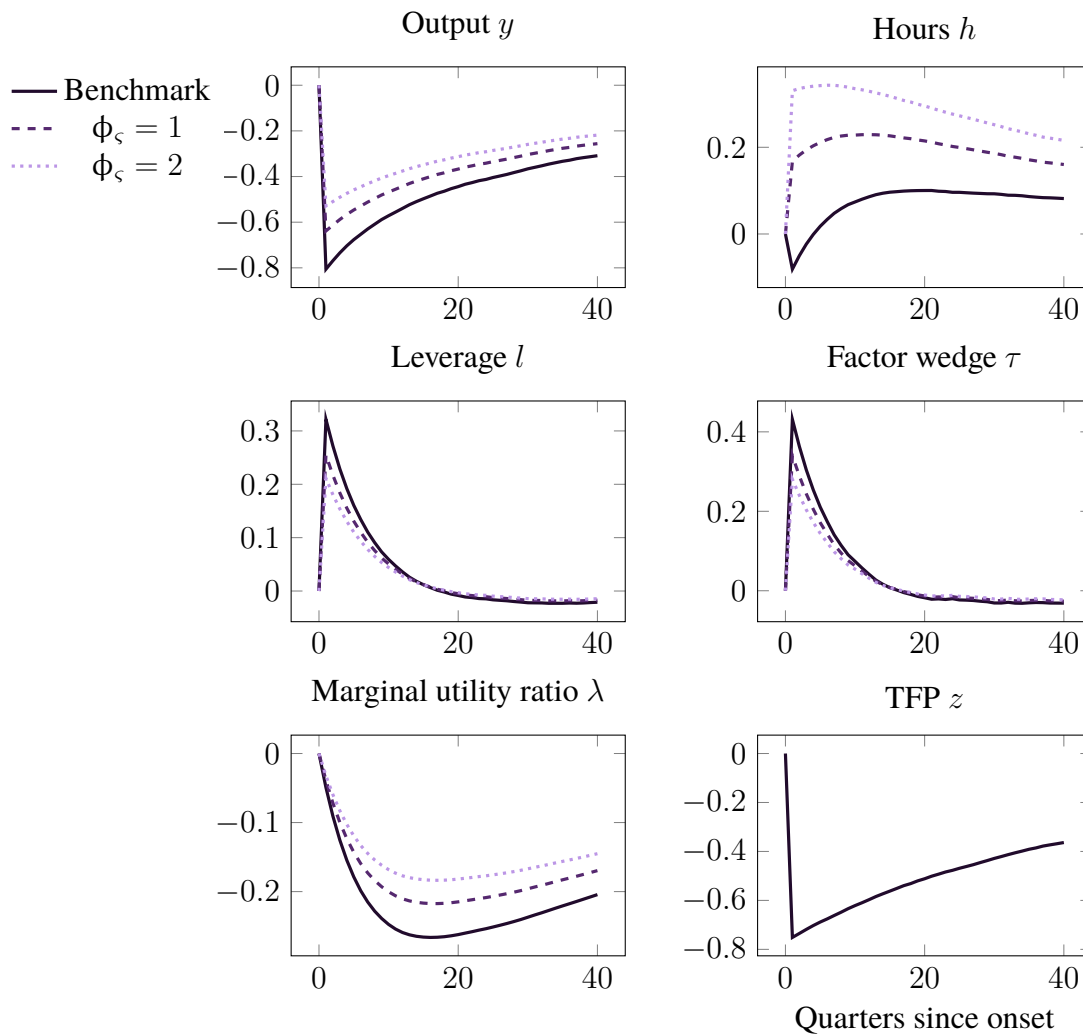 Output y
Hours h
Benchmark
ϕς = 1
ϕς = 2
0
–0.2
−0.4
−0.6
−0.8
0 20 40
0.2
0
0 20 40
Leverage l
Factor wedge τ
0.3
0.2
0.1
0
0 20 40
0.4
0.2
0
0 20 40
Marginal utility ratio λ
TFP z
0
−0.1
−0.2
0 20 40
0
−0.2
−0.4
−0.6
−0.8
0 20 40
Quarters since onset